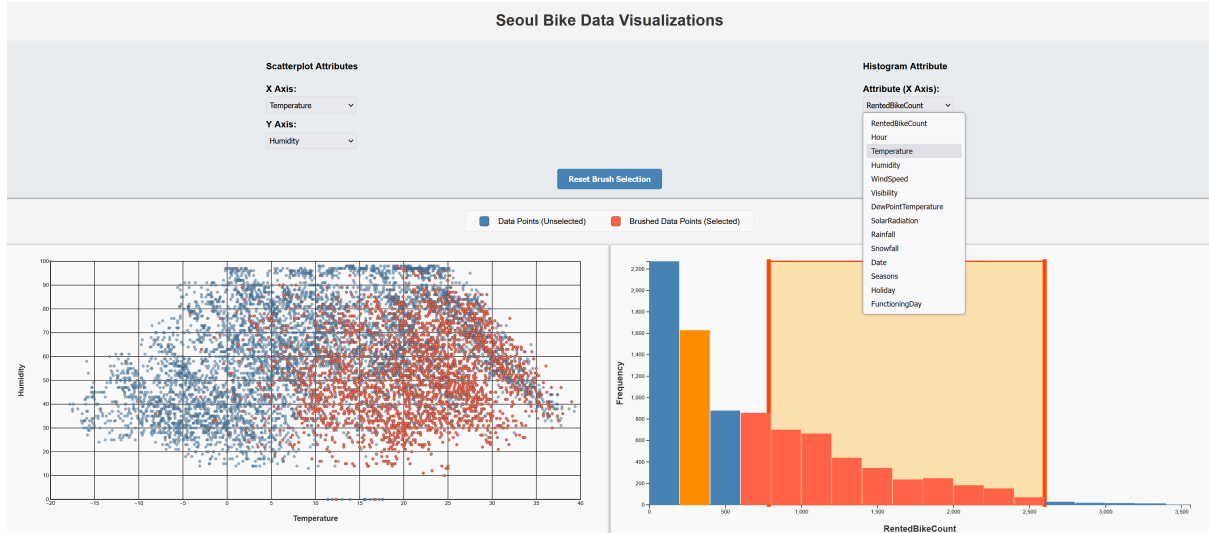 Seoul Bike Data Visualizations
Scatterplot Attributes
X Axis:
Temperature
Y Axis:
Humidity
Histogram Attribute
Attribute (X Axis):
RentedBikeCount
RentedBikeCount
Hour
Temperature
Humidity
WindSpeed
Visibility
DewPointTemperature
SolarRadiation
Rainfall
Snowfall
Date
Seasons
Holiday
FunctioningDay
Reset Brush Selection
Data Points (Unselected)
Brushed Data Points (Selected)
Humidity
100
90
80
70
60
50
40
30
20
10
0
−20
−15
−10
−5
0
5
10
15
20
25
30
35
40
Temperature
Frequency
2,200
2,000
1,800
1,600
1,400
1,200
1,000
800
600
400
200
0
0
500
1,000
1,500
2,000
2,500
3,000
3,500
RentedBikeCount